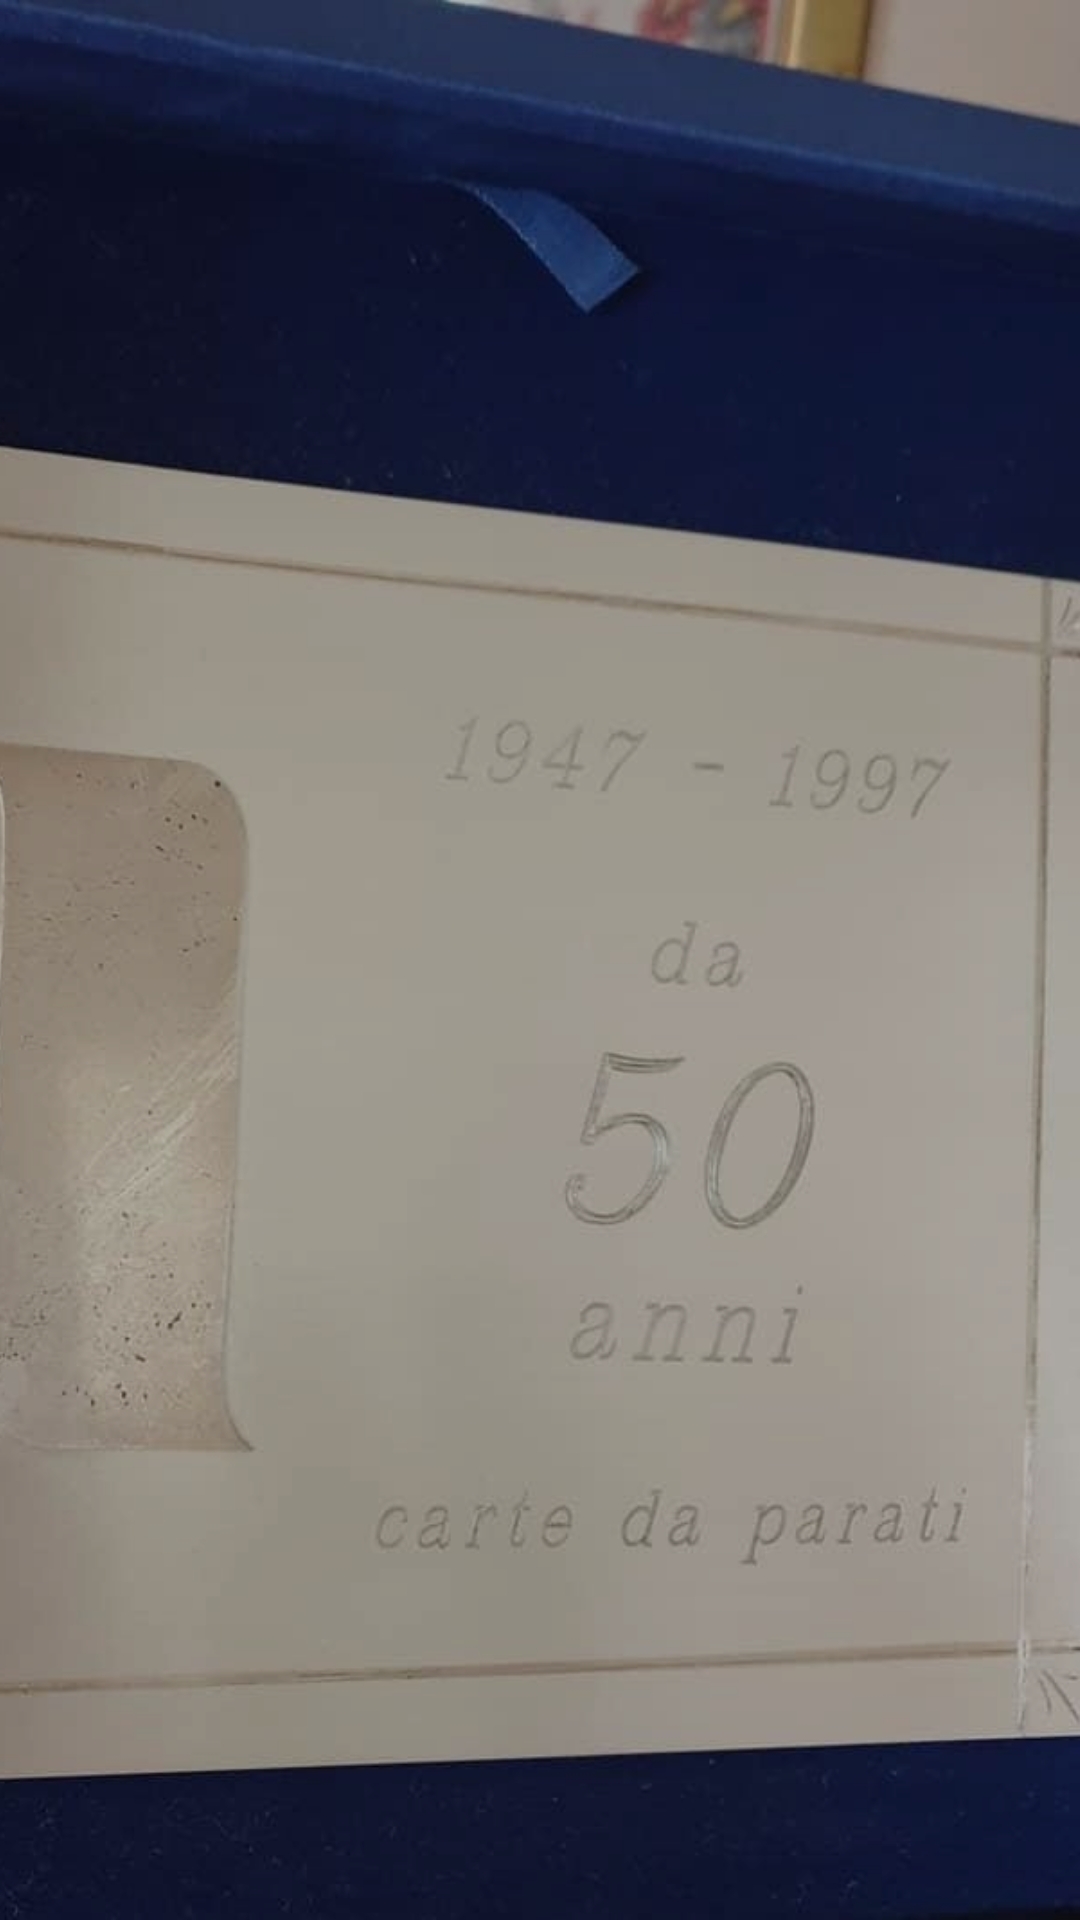 1947 - 1997
da
50
anni
carte da parati